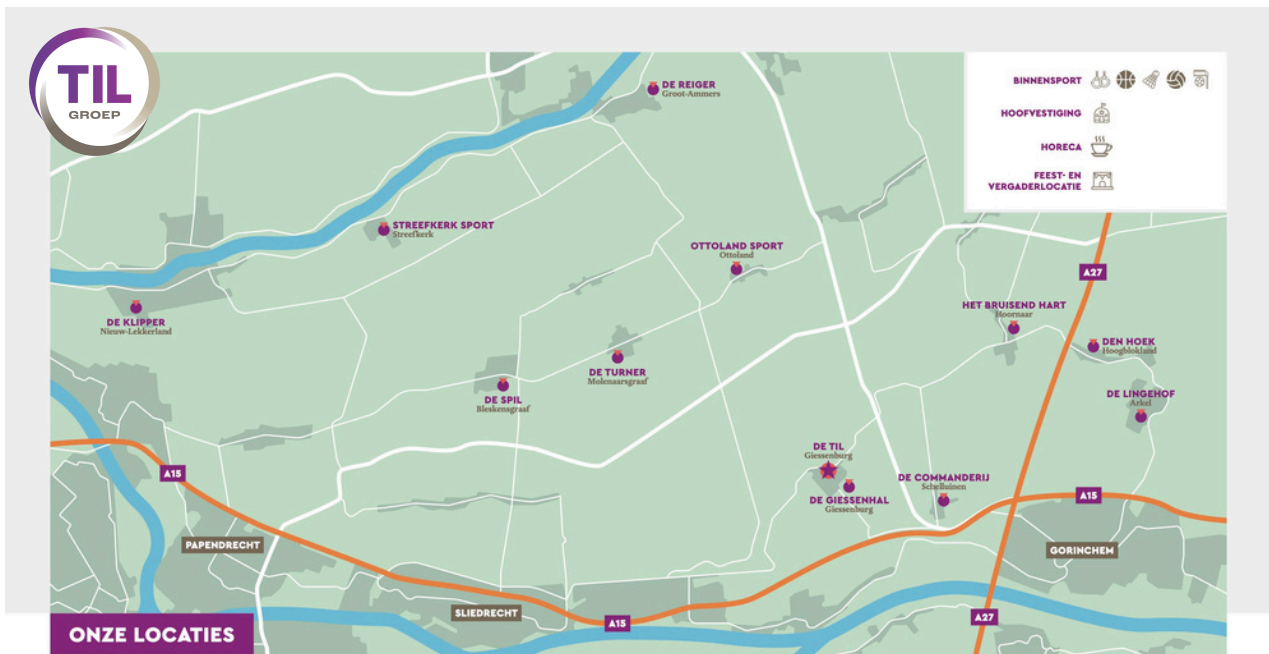 TIL
GROEP
DE REIGER
Groot-Ammers
BINNENSPORT
HOOFVESTIGING
HORECA
FEEST- EN
VERGADERLOCATIE
STREEFKERK SPORT
Streefkerk
OTTOLAND SPORT
Ottoland
A27
DE KLIPPER
Nieuw-Lekkerland
HET BRUISEND HART
Hoornaar
DEN HOEK
Hoogblokland
DE TURNER
Molenaarsgraaf
DE SPIL
Bleskensgraaf
DE LINGEHOF
Arkel
DE TIL
Giessenburg
A15
DE COMMANDERIJ
Schelluinen
DE GIESSENHAL
Giessenburg
A15
PAPENDRECHT
GORINCHEM
SLIEDRECHT
A15
A27
ONZE LOCATIES